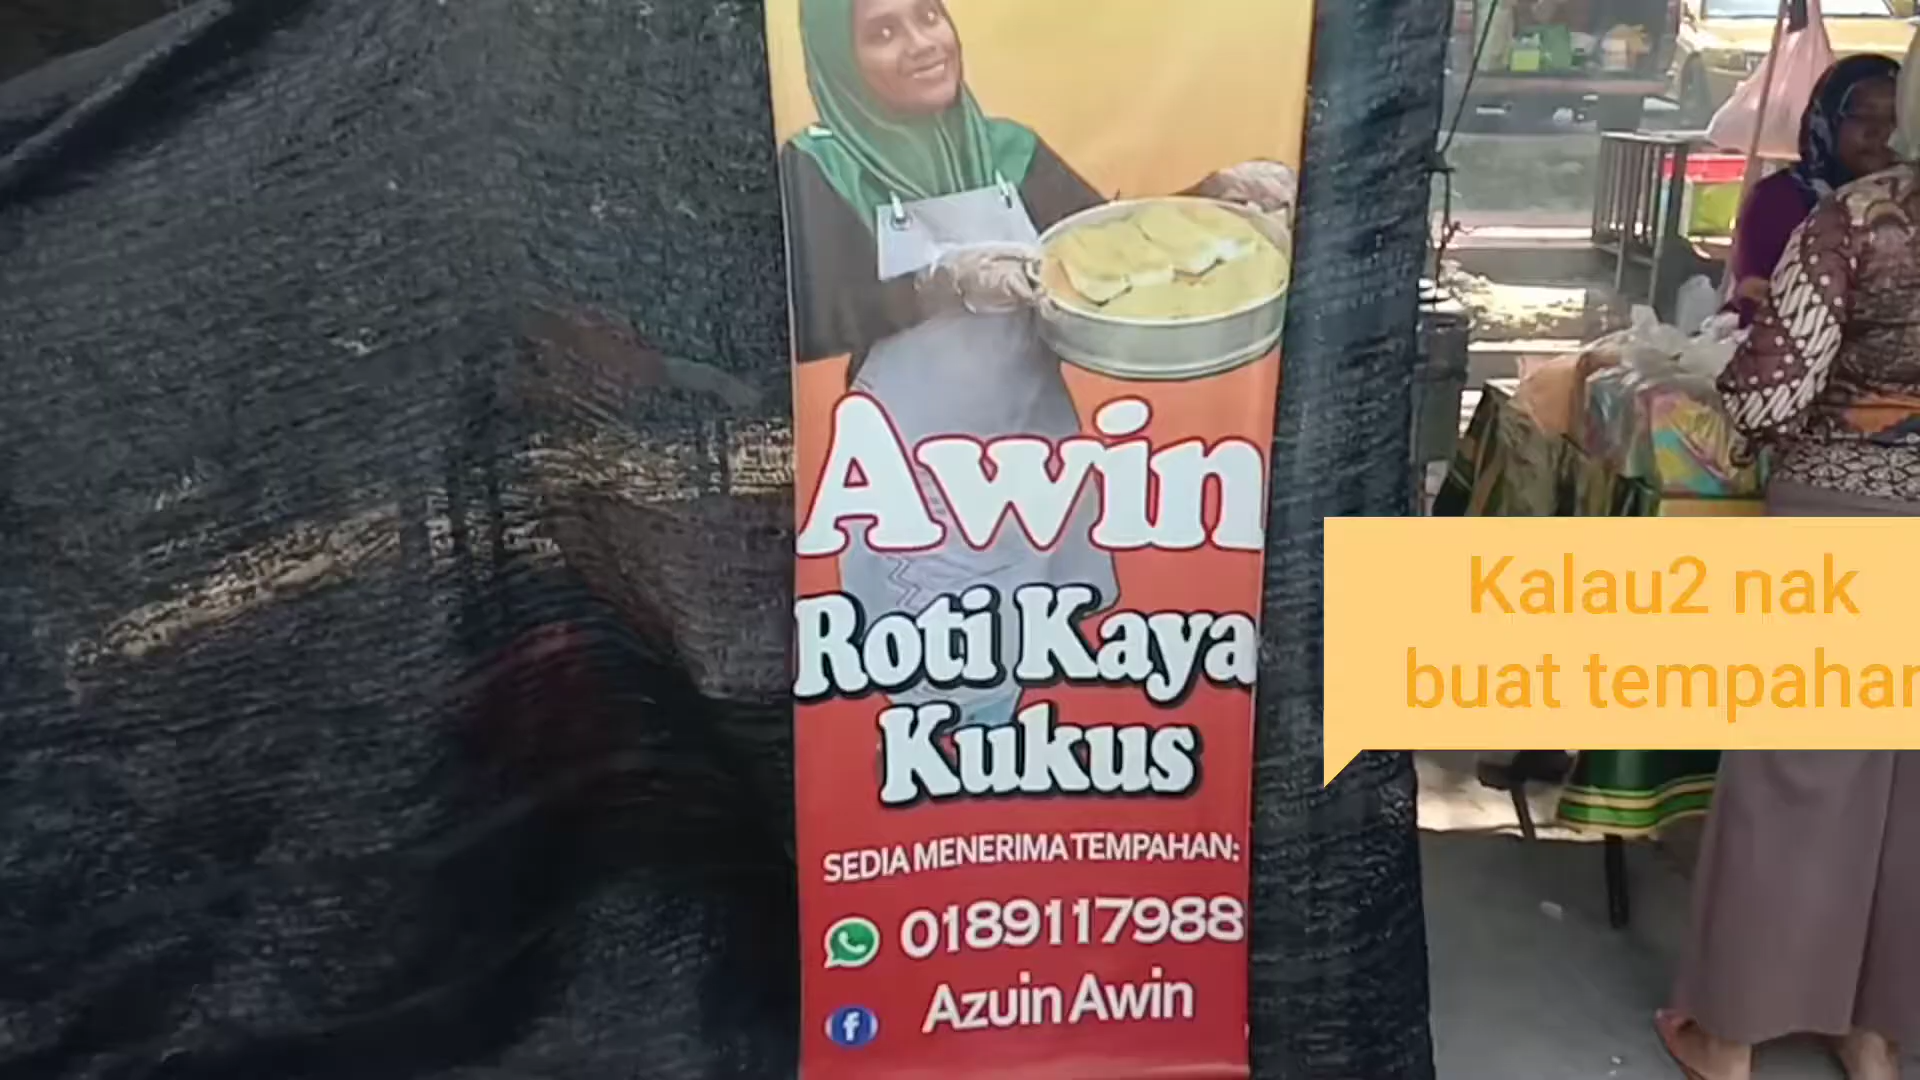 Awin
Roti Kaya
Kukus
SEDIA MENERIMA TEMPAHAN:
0189117988
Azuin Awin
Kalau2 nak
buat tempahan